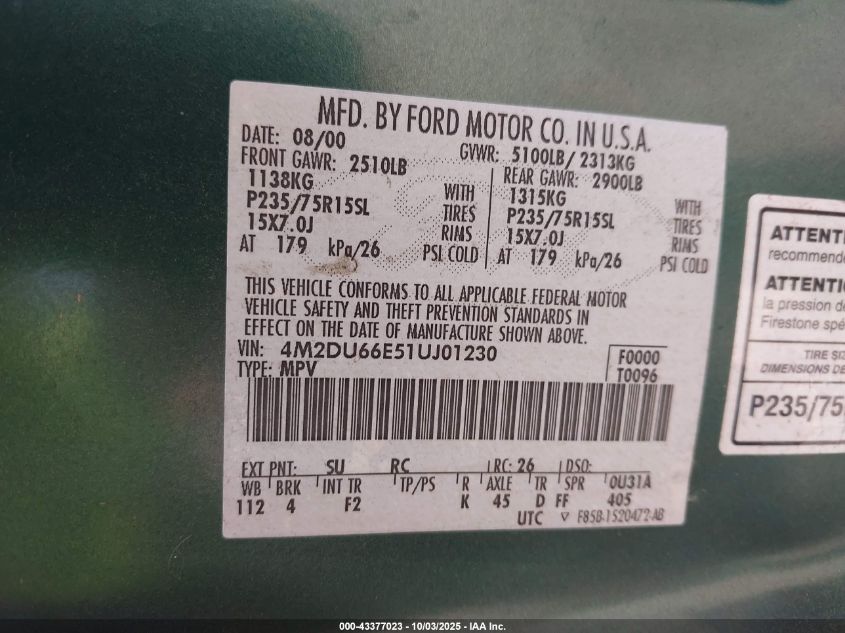 MFD. BY FORD MOTOR CO. IN U.S.A.
DATE: 08/00 GVWR: 5100LB/ 2313KG
FRONT GAWR: 2510LB REAR GAWR: 2900LB
1138KG WITH 1315KG WITH
P235/75R15SL TIRES P235/75R15SL TIRES
15X7.0J RIMS 15X7.0J RIMS
AT 179 kPa/26 PSI COLD AT 179 kPa/26 PSI COLD
THIS VEHICLE CONFORMS TO ALL APPLICABLE FEDERAL MOTOR
VEHICLE SAFETY AND THEFT PREVENTION STANDARDS IN
EFFECT ON THE DATE OF MANUFACTURE SHOWN ABOVE.
VIN: 4M2DU66E51UJ01230 F0000
TYPE: MPV T0096
EXT PNT: SU RC RC: 26 DSO:
WB BRK INT TR TP/PS R AXLE TR SPR 0U31A
112 4 F2 K 45 D FF 405
UTC ▽ F85B-1520472-AB
ATTENTI
recommende
ATTENTIO
la pression de
Firestone spé
TIRE SI
DIMENSIONS DE
P235/75
000-43377023 - 10/03/2025 - IAA Inc.